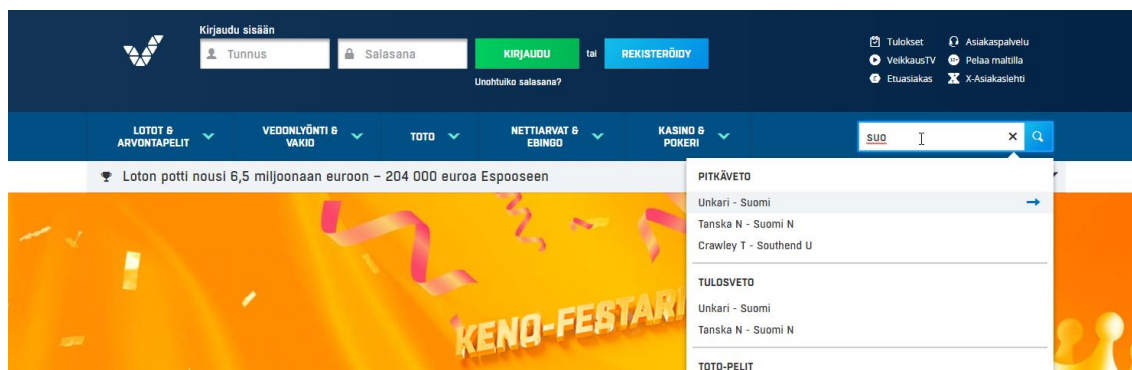 Kirjaudu sisään
Tunnus
Salasana
KIRJAUDU
tai
REKISTERÖIDY
Unohtuiko salasana?
Tulokset
Asiakaspalvelu
VeikkausTV
Pelaa maltilla
Etuasiakas
X-Asiakaslehti
LOTOT &
ARVONTAPELIT
VEDONLYÖNTI &
VAKIO
TOTO
NETTIARVAT &
EBINGO
KASINO &
POKERI
suo
Loton potti nousi 6,5 miljoonaan euroon – 204 000 euroa Espooseen
PITKÄVETO
Unkari - Suomi
Tanska N - Suomi N
Crawley T - Southend U
TULOSVETO
Unkari - Suomi
Tanska N - Suomi N
TOTO-PELIT
KENO-FESTARI